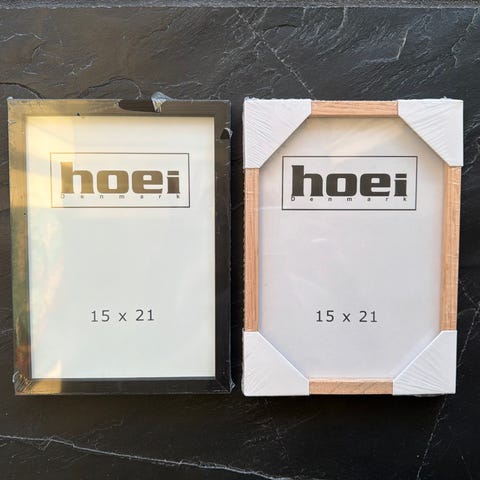 hoei
Denmark
15 x 21
hoei
Denmark
15 x 21